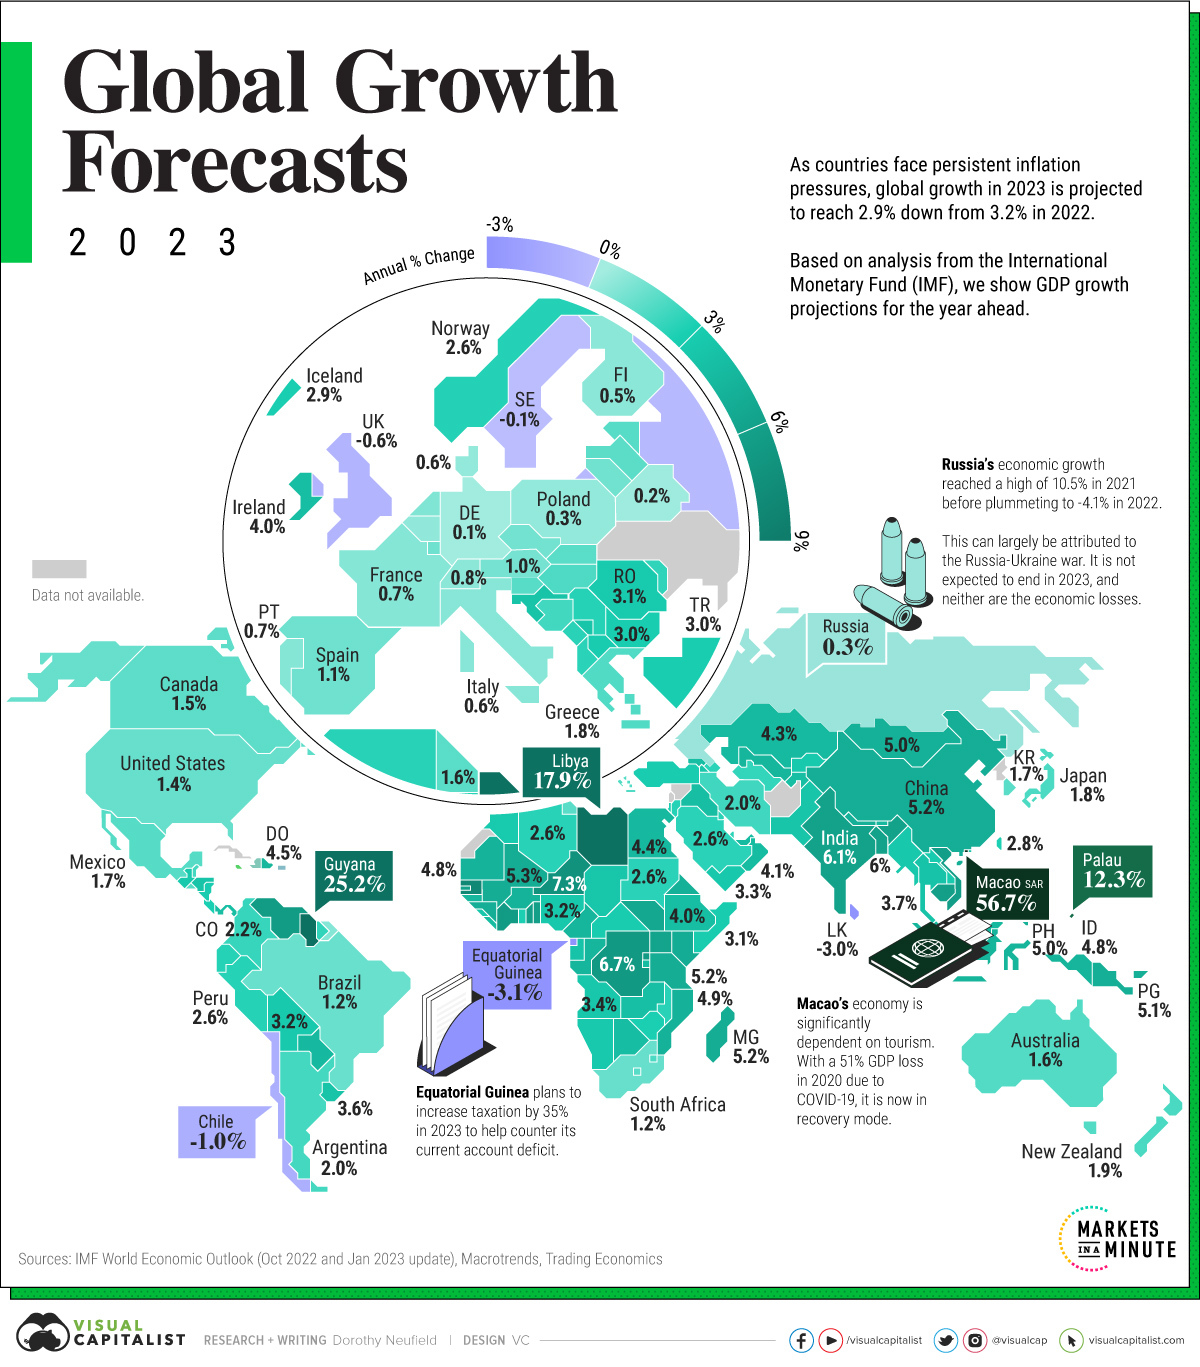 Global Growth
Forecasts
2023
As countries face persistent inflation
pressures, global growth in 2023 is projected
to reach 2.9% down from 3.2% in 2022.
Based on analysis from the International
Monetary Fund (IMF), we show GDP growth
projections for the year ahead.
Annual % Change
-3%
0%
3%
6%
9%
Norway
2.6%
Iceland
2.9%
UK
-0.6%
SE
-0.1%
FI
0.5%
0.6%
Ireland
4.0%
DE
0.1%
Poland
0.3%
0.2%
France
0.7%
0.8%
1.0%
RO
3.1%
3.0%
TR
3.0%
PT
0.7%
Spain
1.1%
Italy
0.6%
Greece
1.8%
1.6%
Data not available.
Russia's economic growth
reached a high of 10.5% in 2021
before plummeting to -4.1% in 2022.
This can largely be attributed to
the Russia-Ukraine war. It is not
expected to end in 2023, and
neither are the economic losses.
Russia
0.3%
Canada
1.5%
United States
1.4%
Mexico
1.7%
DO
4.5%
Guyana
25.2%
CO 2.2%
Brazil
1.2%
Peru
2.6%
3.2%
Chile
-1.0%
3.6%
Argentina
2.0%
Libya
17.9%
2.6%
4.4%
4.8%
5.3%
7.3%
2.6%
3.2%
4.0%
3.1%
6.7%
5.2%
4.9%
3.4%
MG
5.2%
South Africa
1.2%
Equatorial
Guinea
-3.1%
Equatorial Guinea plans to
increase taxation by 35%
in 2023 to help counter its
current account deficit.
4.3%
5.0%
2.0%
2.6%
4.1%
3.3%
China
5.2%
India
6.1%
6%
KR
1.7%
Japan
1.8%
2.8%
3.7%
LK
-3.0%
Macao SAR
56.7%
Palau
12.3%
PH
5.0%
ID
4.8%
PG
5.1%
Macao's economy is
significantly
dependent on tourism.
With a 51% GDP loss
in 2020 due to
COVID-19, it is now in
recovery mode.
Australia
1.6%
New Zealand
1.9%
MARKETS
IN A MINUTE
Sources: IMF World Economic Outlook (Oct 2022 and Jan 2023 update), Macrotrends, Trading Economics
VISUAL
CAPITALIST
RESEARCH + WRITING Dorothy Neufield | DESIGN VC
/visualcapitalist
@visualcap
visualcapitalist.com